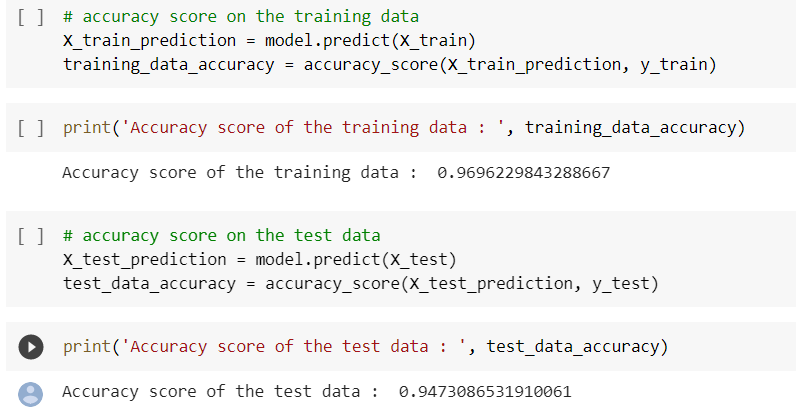 [ ] # accuracy score on the training data
X_train_prediction = model.predict(X_train)
training_data_accuracy = accuracy_score(X_train_prediction, y_train)
[ ] print('Accuracy score of the training data : ', training_data_accuracy)
Accuracy score of the training data :  0.9696229843288667
[ ] # accuracy score on the test data
X_test_prediction = model.predict(X_test)
test_data_accuracy = accuracy_score(X_test_prediction, y_test)
print('Accuracy score of the test data : ', test_data_accuracy)
Accuracy score of the test data :  0.9473086531910061